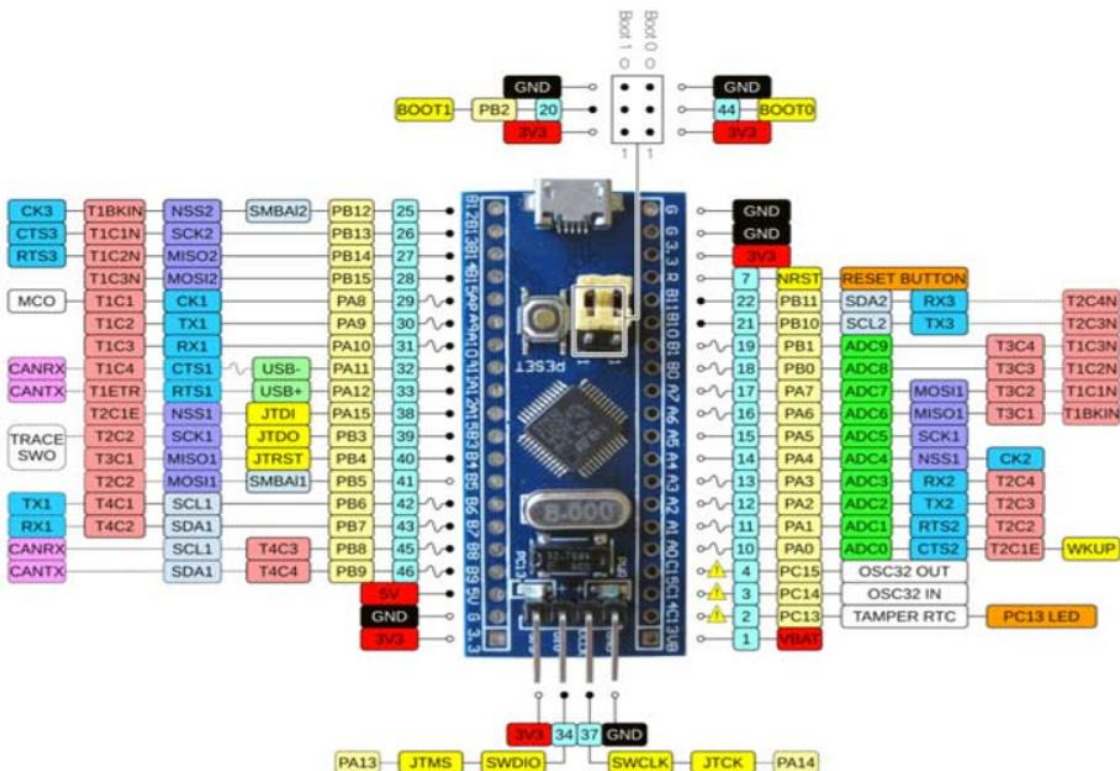 Boot 1 Boot 0
0 0
GND GND
BOOT1 PB2 20 44 BOOT0
3V3 3V3
1 1
CK3 T1BKIN NSS2 SMBAI2 PB12 25 GND
CTS3 T1C1N SCK2 PB13 26 GND
RTS3 T1C2N MISO2 PB14 27 3V3
T1C3N MOSI2 PB15 28 7 NRST RESET BUTTON
MCO T1C1 CK1 PA8 29 22 PB11 SDA2 RX3 T2C4N
T1C2 TX1 PA9 30 21 PB10 SCL2 TX3 T2C3N
T1C3 RX1 PA10 31 19 PB1 ADC9 T3C4 T1C3N
CANRX T1C4 CTS1 USB- PA11 32 RESET 18 PB0 ADC8 T3C3 T1C2N
CANTX T1ETR RTS1 USB+ PA12 33 17 PA7 ADC7 MOSI1 T3C2 T1C1N
T2C1E NSS1 JTDI PA15 38 16 PA6 ADC6 MISO1 T3C1 T1BKIN
TRACE SWO T2C2 SCK1 JTDO PB3 39 15 PA5 ADC5 SCK1
T3C1 MISO1 JTRST PB4 40 14 PA4 ADC4 NSS1 CK2
T2C2 MOSI1 SMBAI1 PB5 41 13 PA3 ADC3 RX2 T2C4
TX1 T4C1 SCL1 PB6 42 8.000 12 PA2 ADC2 TX2 T2C3
RX1 T4C2 SDA1 PB7 43 11 PA1 ADC1 RTS2 T2C2
CANRX SCL1 T4C3 PB8 45 10 PA0 ADC0 CTS2 T2C1E WKUP
CANTX SDA1 T4C4 PB9 46 4 PC15 OSC32 OUT
5V PC13 3 PC14 OSC32 IN
GND 2 PC13 TAMPER RTC PC13 LED
3V3 1 VBAT
3V3 34 37 GND
PA13 JTMS SWDIO SWCLK JTCK PA14